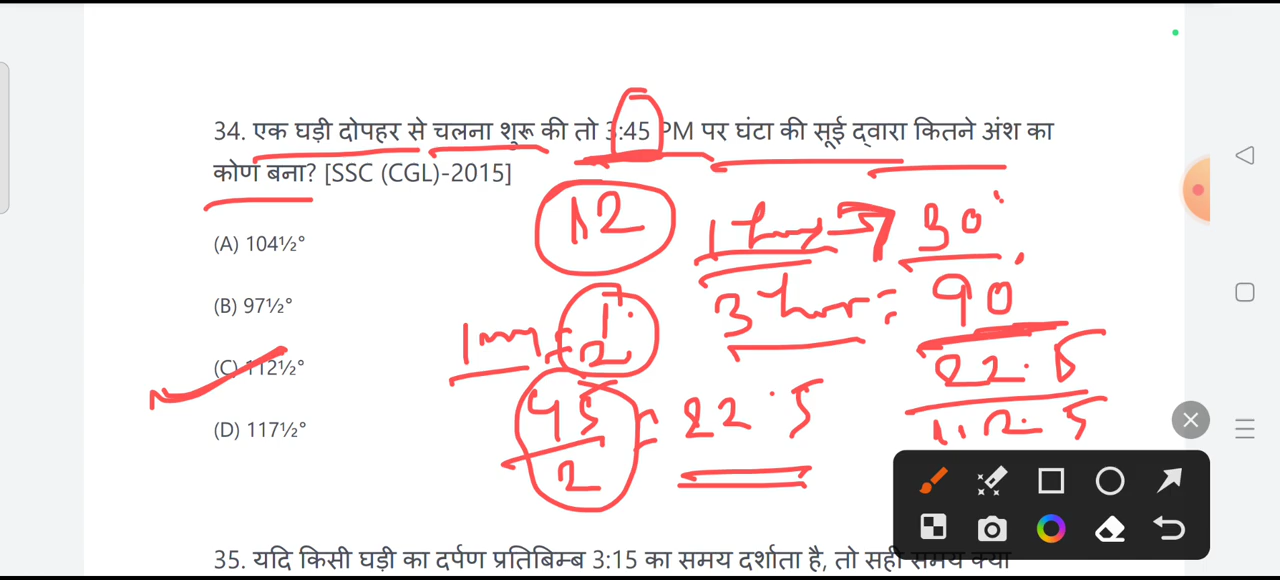 34. एक घड़ी दोपहर से चलना शुरू की तो 3:45 PM पर घंटा की सूई द्वारा कितने अंश का
कोण बना? [SSC (CGL)-2015]
(A) 104½°
12
1 hour → 30°
(B) 97½°
3 hour = 90°
1 min = 1°/2
(C) 112½°
22.5
45/2 = 22.5
112.5
(D) 117½°
35. यदि किसी घड़ी का दर्पण प्रतिबिम्ब 3:15 का समय दर्शाता है, तो सही समय क्या